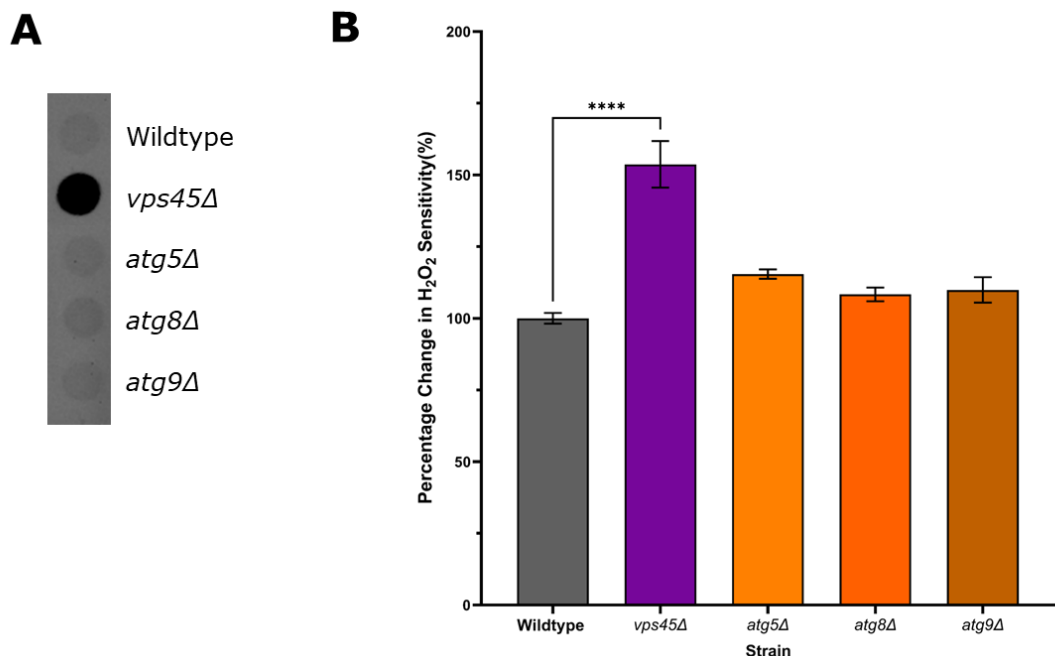 A
Wildtype
vps45Δ
atg5Δ
atg8Δ
atg9Δ
B
Percentage Change in H₂O₂ Sensitivity(%)
200
150
100
50
0
****
Wildtype
vps45Δ
atg5Δ
atg8Δ
atg9Δ
Strain